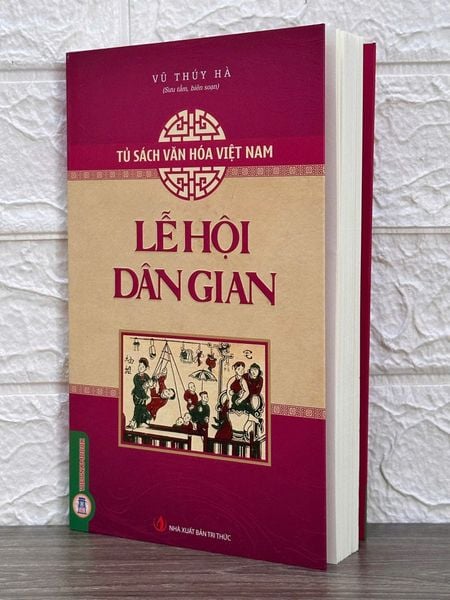 VŨ THÚY HÀ
(Sưu tầm, biên soạn)
TỦ SÁCH VĂN HÓA VIỆT NAM
LỄ HỘI
DÂN GIAN
NHÀ XUẤT BẢN TRI THỨC